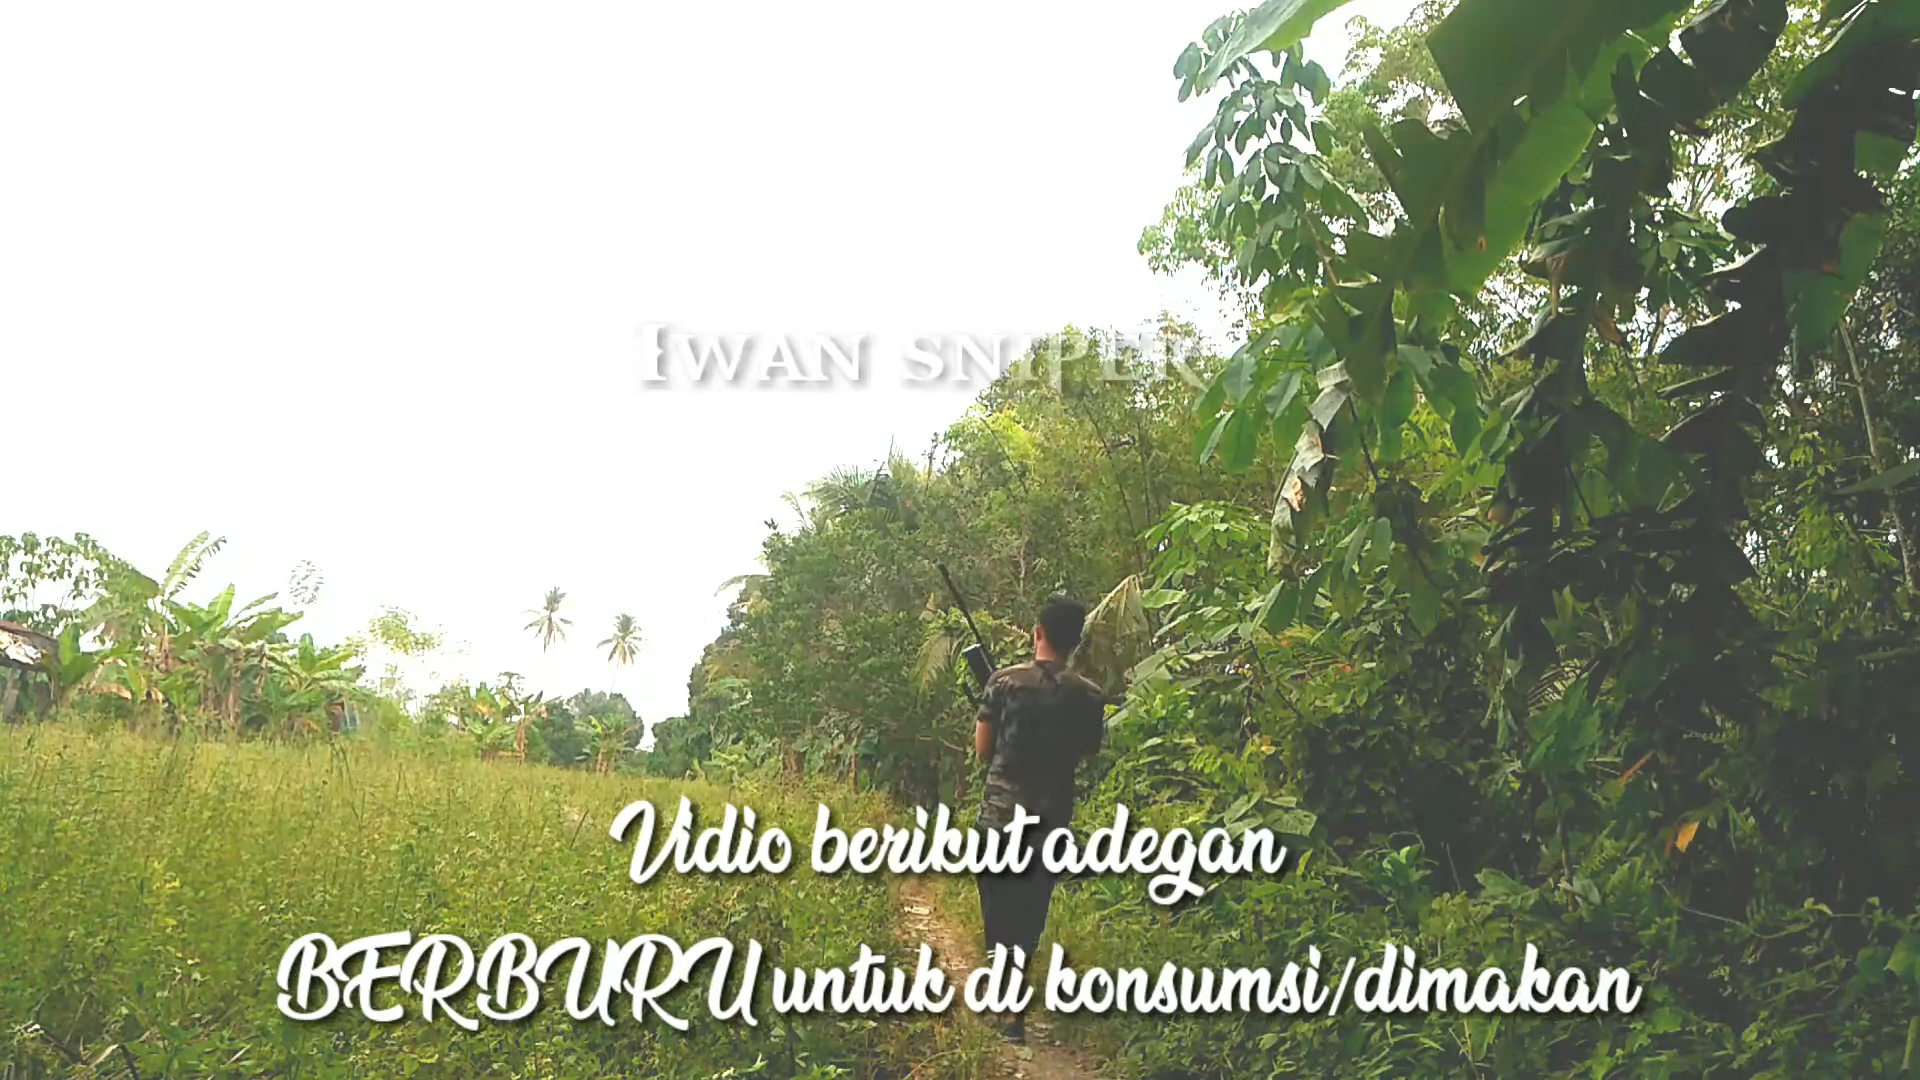 Iwan sniper
Vidio berikut adegan
BERBURU untuk di konsumsi/dimakan